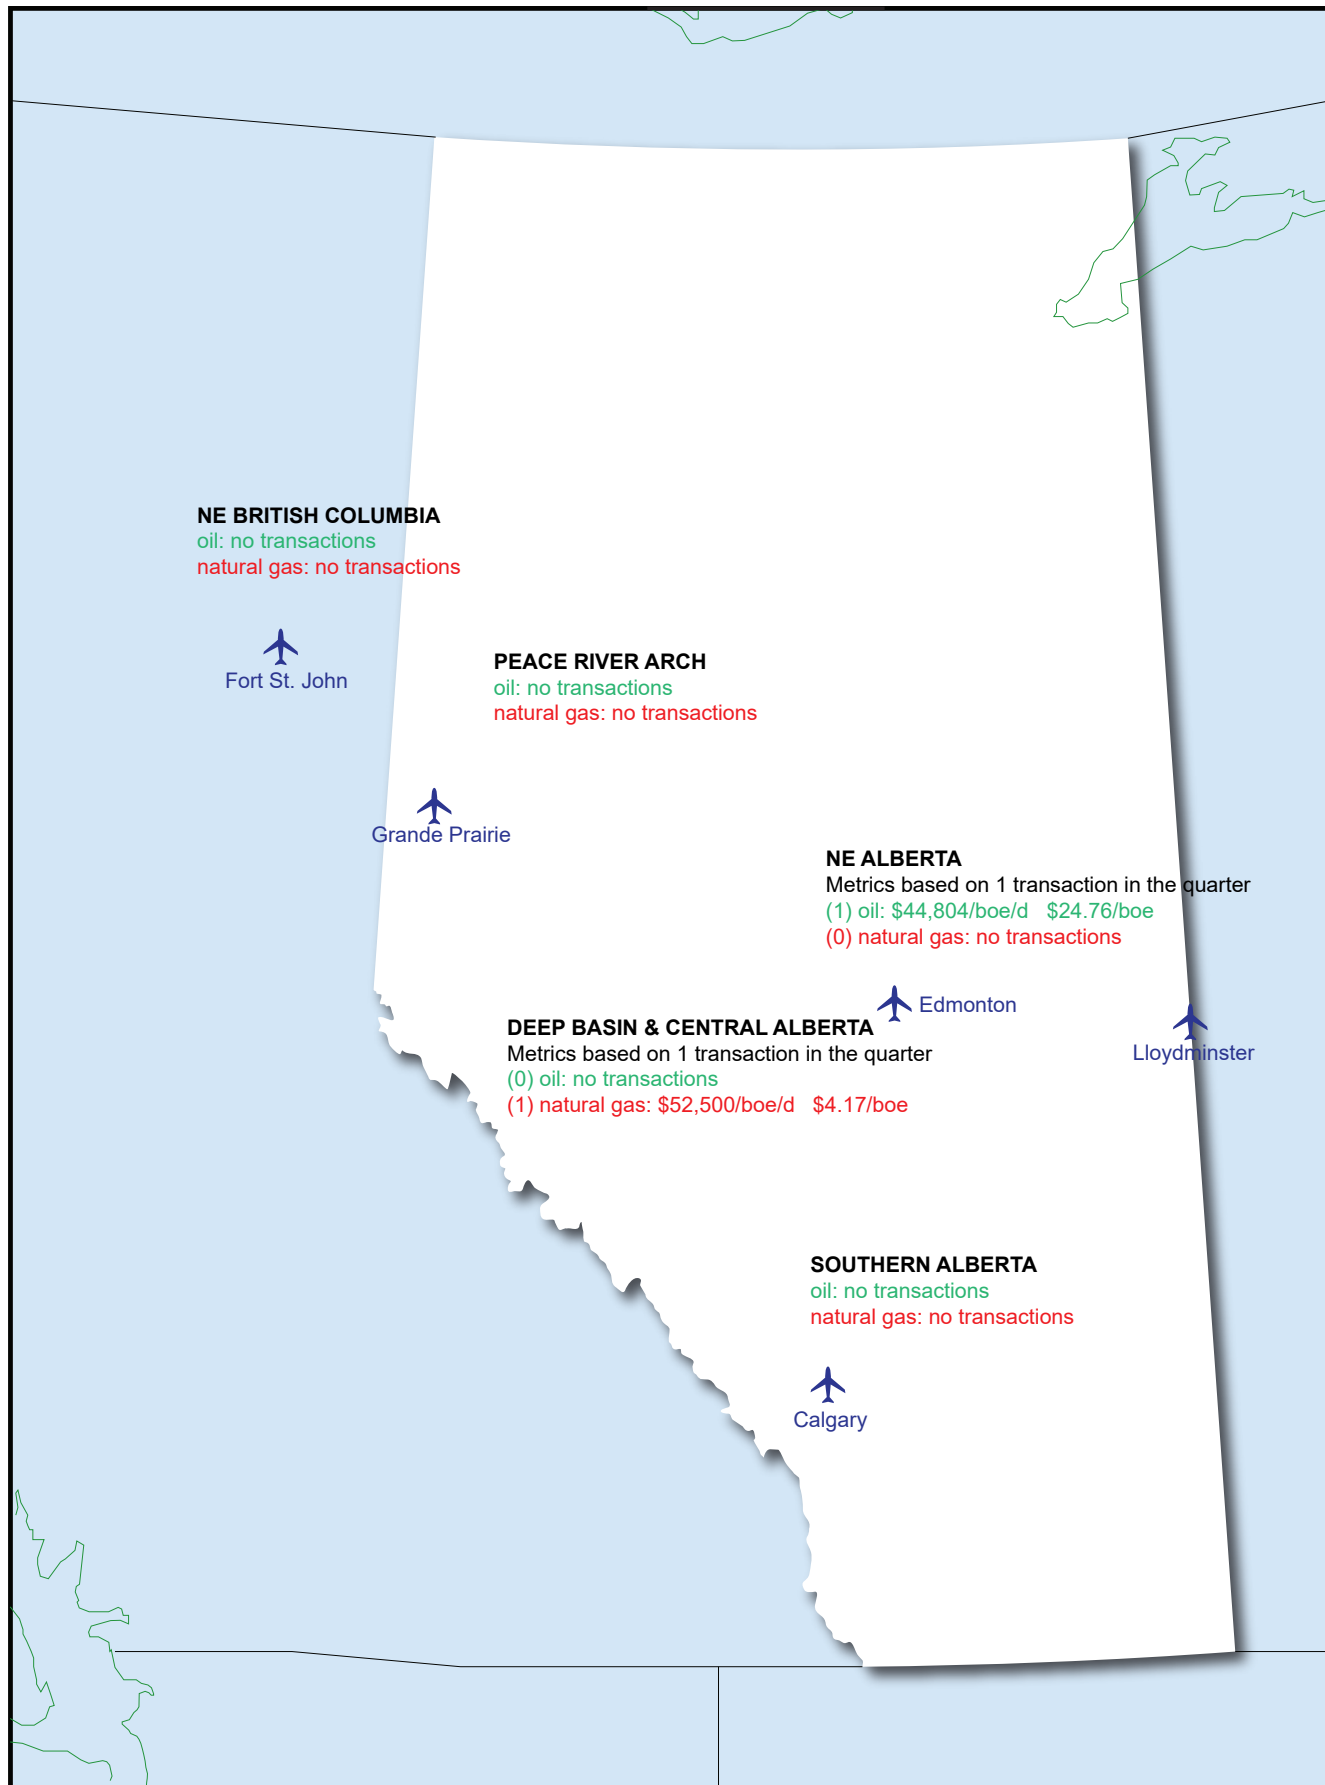 NE BRITISH COLUMBIA
oil: no transactions
natural gas: no transactions
Fort St. John
PEACE RIVER ARCH
oil: no transactions
natural gas: no transactions
Grande Prairie
NE ALBERTA
Metrics based on 1 transaction in the quarter
(1) oil: $44,804/boe/d $24.76/boe
(0) natural gas: no transactions
Edmonton
DEEP BASIN & CENTRAL ALBERTA
Metrics based on 1 transaction in the quarter
(0) oil: no transactions
(1) natural gas: $52,500/boe/d $4.17/boe
Lloydminster
SOUTHERN ALBERTA
oil: no transactions
natural gas: no transactions
Calgary